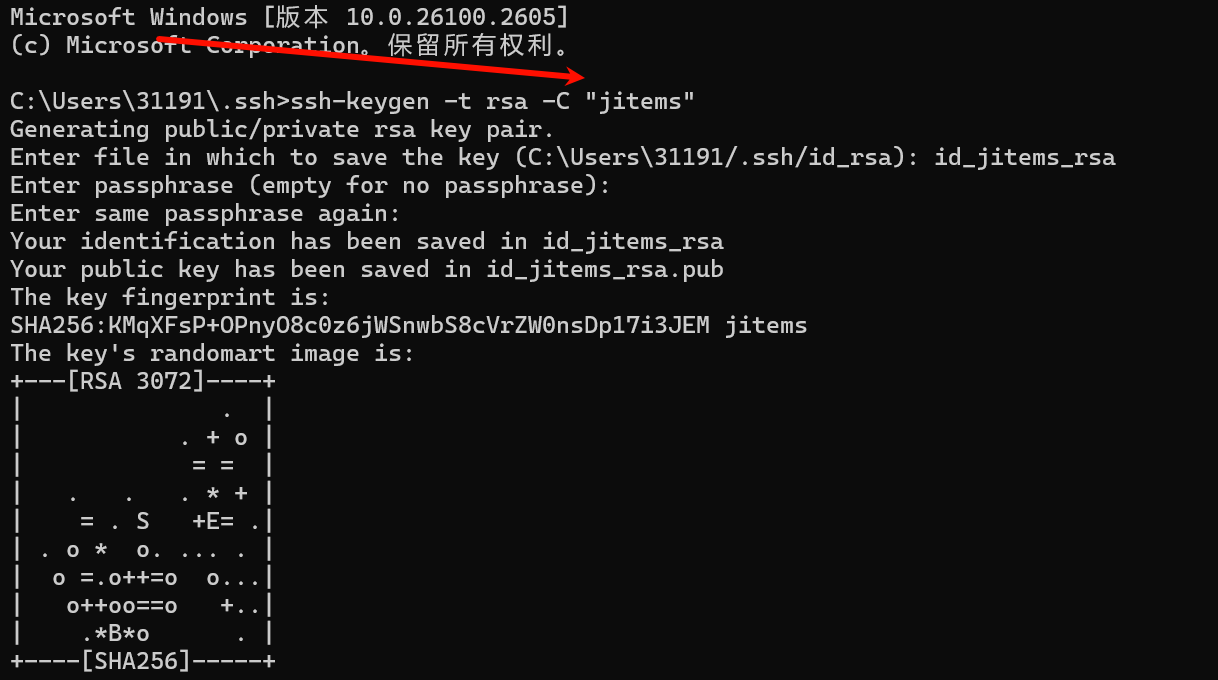 Microsoft Windows [版本 10.0.26100.2605]
(c) Microsoft Corporation。保留所有权利。
C:\Users\31191\.ssh>ssh-keygen -t rsa -C "jitems"
Generating public/private rsa key pair.
Enter file in which to save the key (C:\Users\31191/.ssh/id_rsa): id_jitems_rsa
Enter passphrase (empty for no passphrase):
Enter same passphrase again:
Your identification has been saved in id_jitems_rsa
Your public key has been saved in id_jitems_rsa.pub
The key fingerprint is:
SHA256:KMqXFsP+OPnyO8c0z6jWSnwbS8cVrZW0nsDp17i3JEM jitems
The key's randomart image is:
+---[RSA 3072]----+
|              .  |
|           . + o |
|            = =  |
|   .   .   . * + |
|    = . S   +E= .|
| . o *  o. ... . |
|  o =.o++=o  o...|
|   o++oo==o   +..|
|    .*B*o      . |
+----[SHA256]-----+